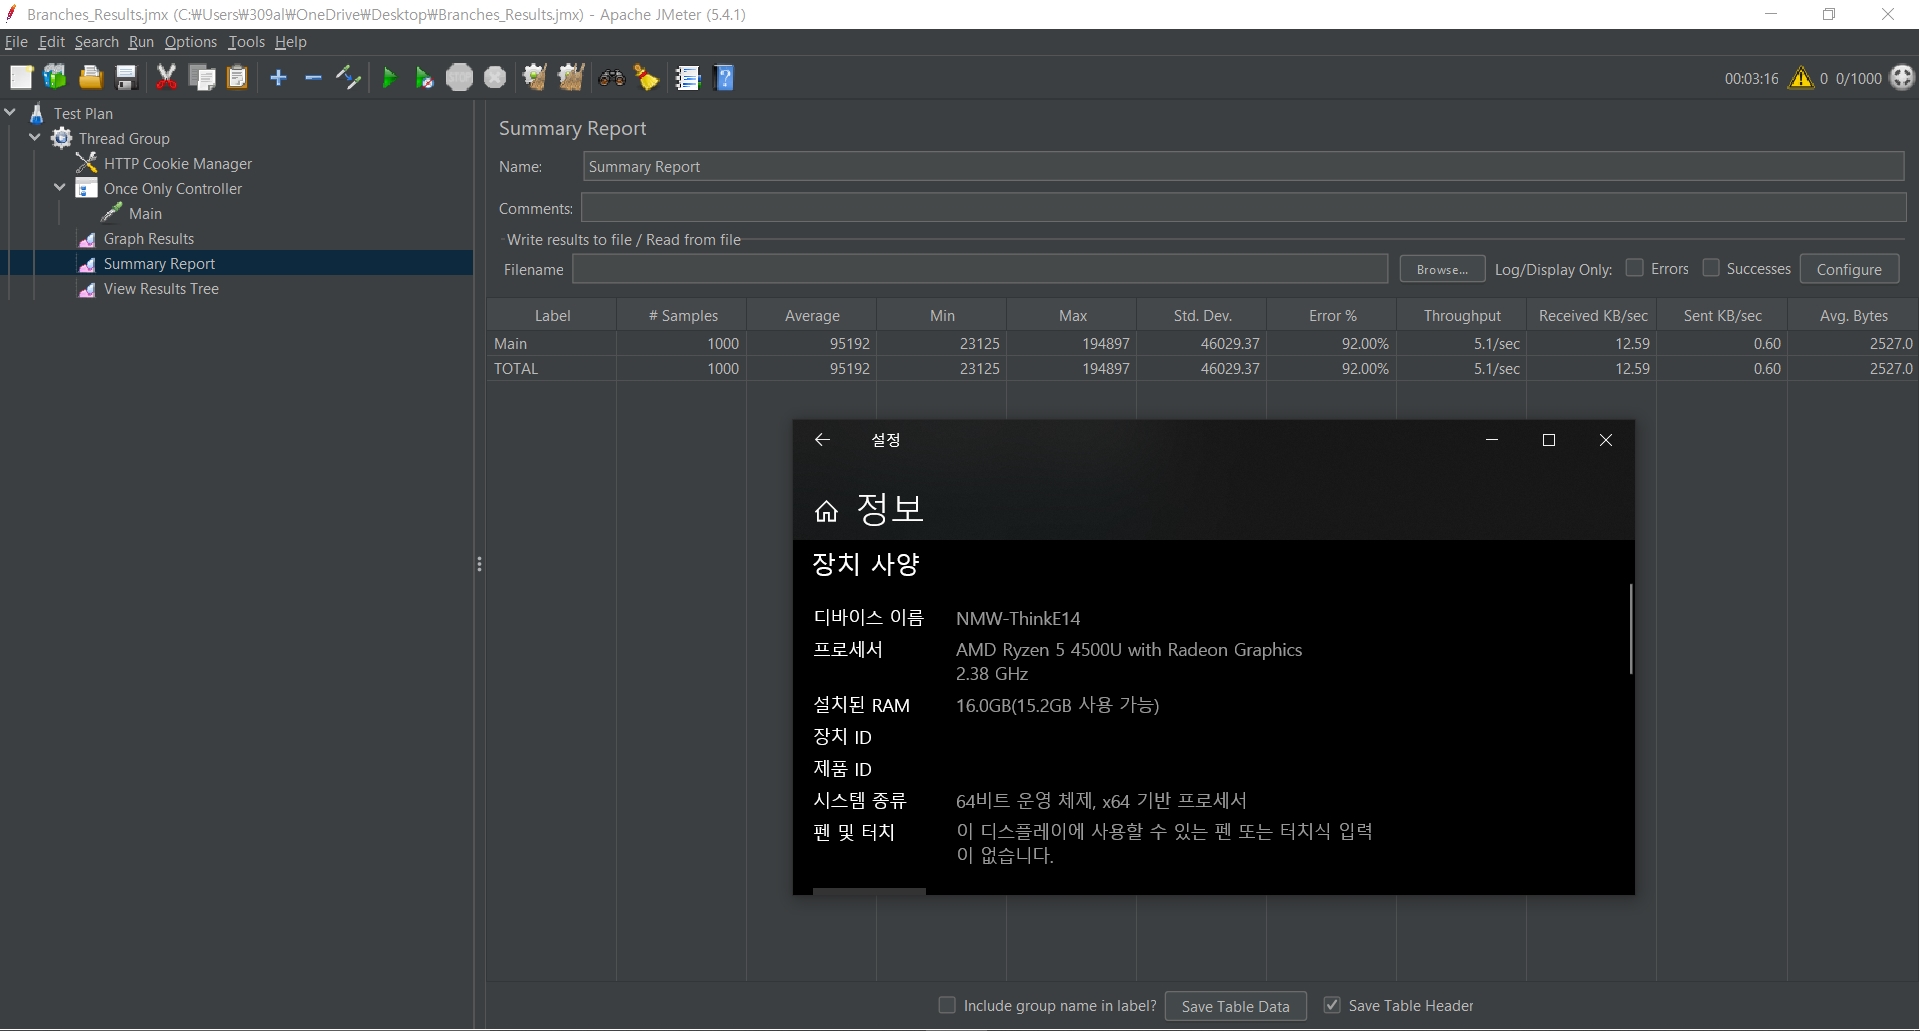 Branches_Results.jmx (C:₩Users₩309al₩OneDrive₩Desktop₩Branches_Results.jmx) - Apache JMeter (5.4.1)
File Edit Search Run Options Tools Help
STOP
00:03:16 0 0/1000
Test Plan
Thread Group
HTTP Cookie Manager
Once Only Controller
Main
Graph Results
Summary Report
View Results Tree
Summary Report
Name: Summary Report
Comments:
Write results to file / Read from file
Filename Browse... Log/Display Only: Errors Successes Configure
Label # Samples Average Min Max Std. Dev. Error % Throughput Received KB/sec Sent KB/sec Avg. Bytes
Main 1000 95192 23125 194897 46029.37 92.00% 5.1/sec 12.59 0.60 2527.0
TOTAL 1000 95192 23125 194897 46029.37 92.00% 5.1/sec 12.59 0.60 2527.0
설정
정보
장치 사양
디바이스 이름 NMW-ThinkE14
프로세서 AMD Ryzen 5 4500U with Radeon Graphics
2.38 GHz
설치된 RAM 16.0GB(15.2GB 사용 가능)
장치 ID
제품 ID
시스템 종류 64비트 운영 체제, x64 기반 프로세서
펜 및 터치 이 디스플레이에 사용할 수 있는 펜 또는 터치식 입력
이 없습니다.
Include group name in label? Save Table Data Save Table Header